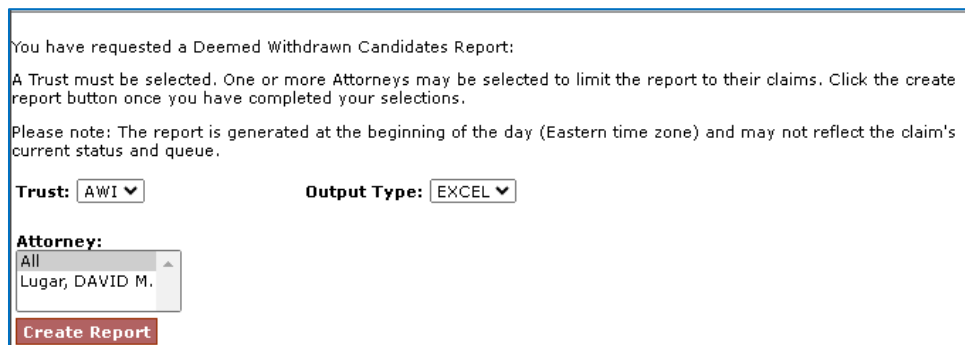 You have requested a Deemed Withdrawn Candidates Report:
A Trust must be selected. One or more Attorneys may be selected to limit the report to their claims. Click the create
report button once you have completed your selections.
Please note: The report is generated at the beginning of the day (Eastern time zone) and may not reflect the claim's
current status and queue.
Trust: AWI Output Type: EXCEL
Attorney:
All
Lugar, DAVID M.
Create Report